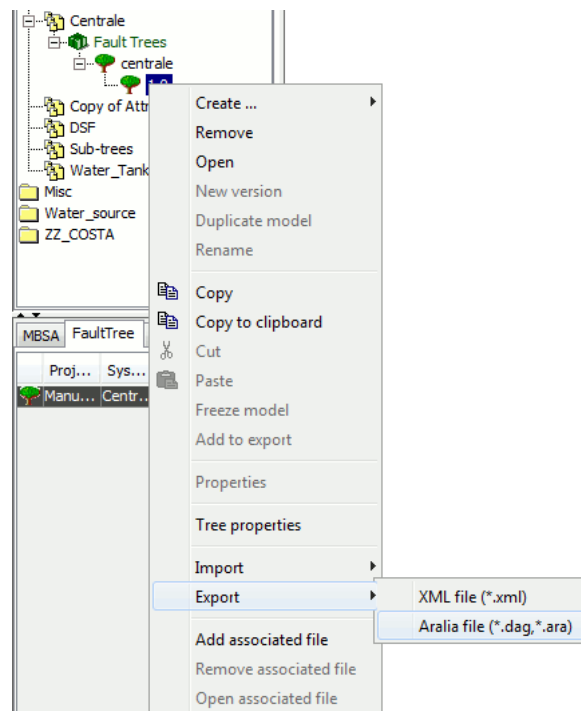 Centrale
Fault Trees
centrale
Copy of Attr
DSF
Sub-trees
Water_Tank
Misc
Water_source
ZZ_COSTA
Create ...
Remove
Open
New version
Duplicate model
Rename
Copy
Copy to clipboard
Cut
Paste
Freeze model
Add to export
Properties
Tree properties
Import
Export
Add associated file
Remove associated file
Open associated file
XML file (*.xml)
Aralia file (*.dag,*.ara)
MBSA FaultTree
Proj... Sys...
Manu... Centr..